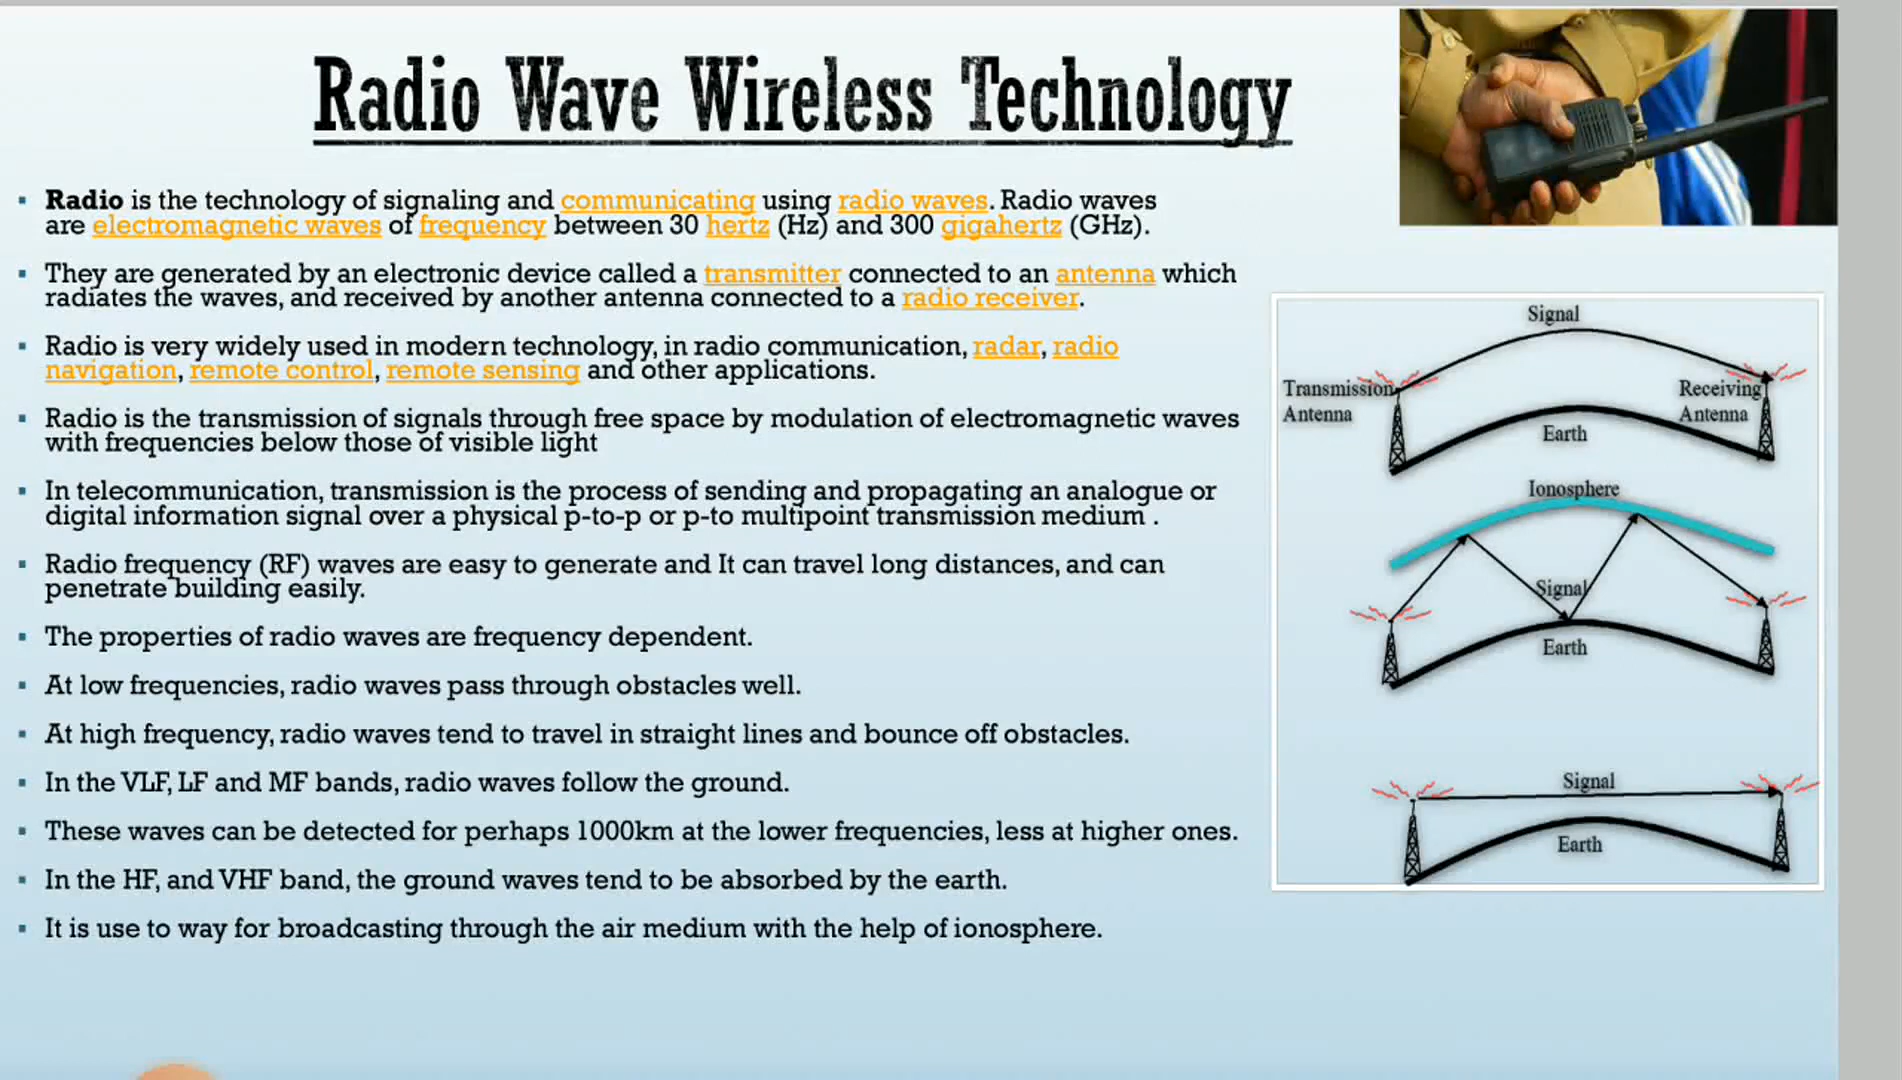 Radio Wave Wireless Technology
Radio is the technology of signaling and communicating using radio waves. Radio waves
are electromagnetic waves of frequency between 30 hertz (Hz) and 300 gigahertz (GHz).
They are generated by an electronic device called a transmitter connected to an antenna which
radiates the waves, and received by another antenna connected to a radio receiver.
Radio is very widely used in modern technology, in radio communication, radar, radio
navigation, remote control, remote sensing and other applications.
Radio is the transmission of signals through free space by modulation of electromagnetic waves
with frequencies below those of visible light
In telecommunication, transmission is the process of sending and propagating an analogue or
digital information signal over a physical p-to-p or p-to multipoint transmission medium .
Radio frequency (RF) waves are easy to generate and It can travel long distances, and can
penetrate building easily.
The properties of radio waves are frequency dependent.
At low frequencies, radio waves pass through obstacles well.
At high frequency, radio waves tend to travel in straight lines and bounce off obstacles.
In the VLF, LF and MF bands, radio waves follow the ground.
These waves can be detected for perhaps 1000km at the lower frequencies, less at higher ones.
In the HF, and VHF band, the ground waves tend to be absorbed by the earth.
It is use to way for broadcasting through the air medium with the help of ionosphere.
Signal
Transmission
Antenna
Receiving
Antenna
Earth
Ionosphere
Signal
Earth
Signal
Earth